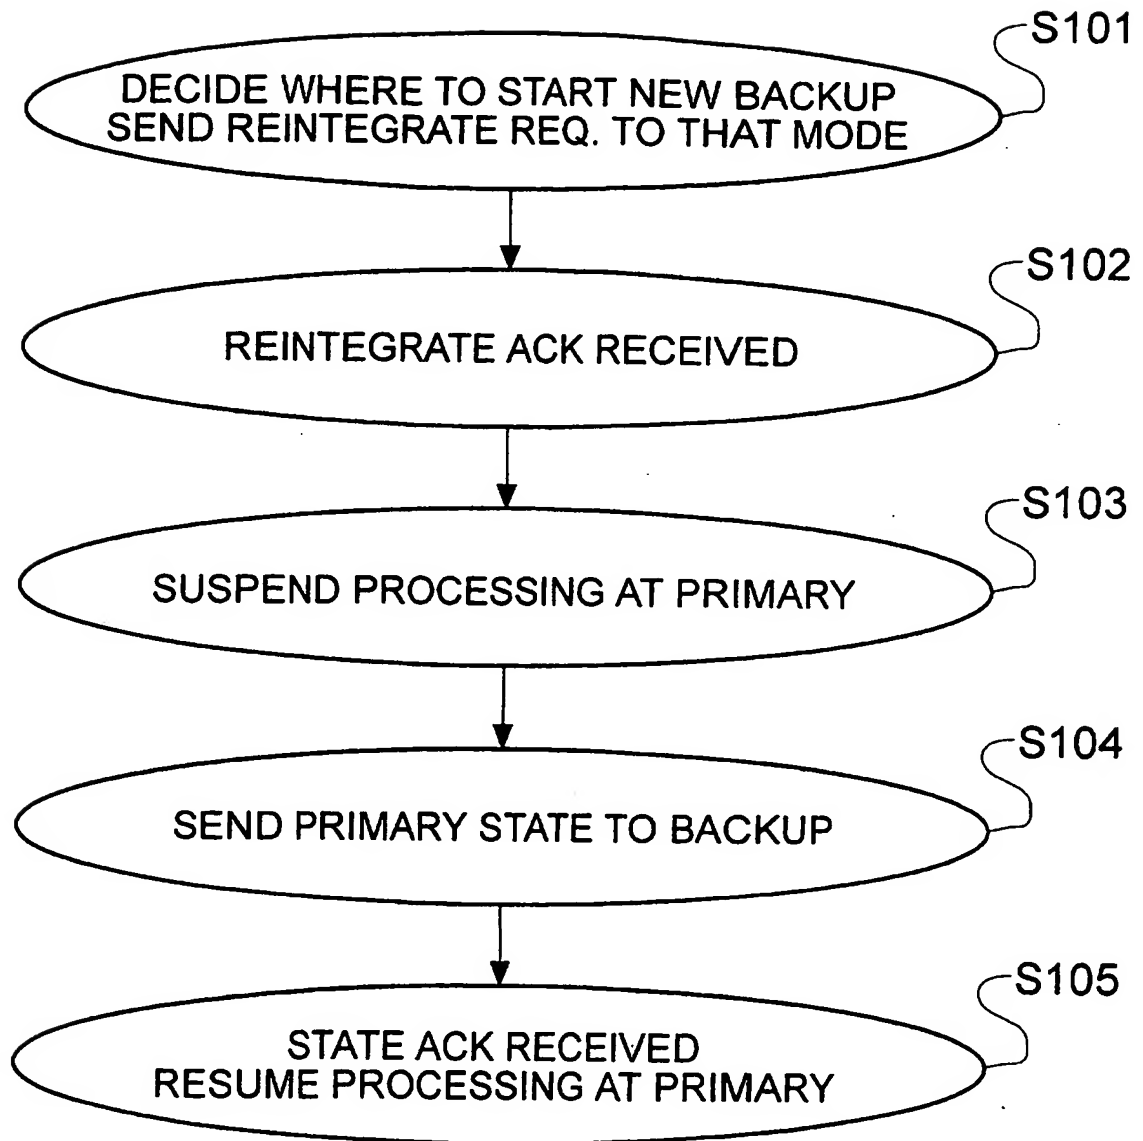 S101
DECIDE WHERE TO START NEW BACKUP
SEND REINTEGRATE REQ. TO THAT MODE
S102
REINTEGRATE ACK RECEIVED
S103
SUSPEND PROCESSING AT PRIMARY
S104
SEND PRIMARY STATE TO BACKUP
S105
STATE ACK RECEIVED
RESUME PROCESSING AT PRIMARY